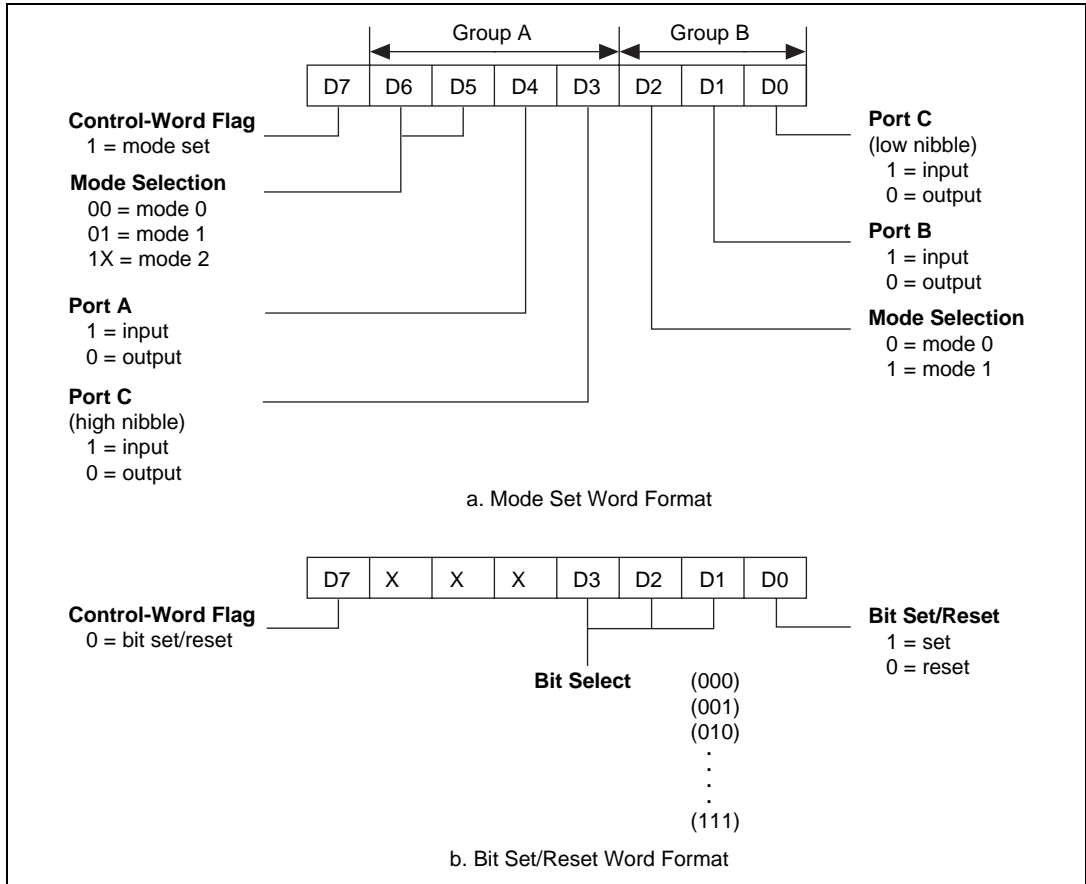 Group A
Group B
D7 D6 D5 D4 D3 D2 D1 D0
Control-Word Flag
1 = mode set
Mode Selection
00 = mode 0
01 = mode 1
1X = mode 2
Port A
1 = input
0 = output
Port C
(high nibble)
1 = input
0 = output
Port C
(low nibble)
1 = input
0 = output
Port B
1 = input
0 = output
Mode Selection
0 = mode 0
1 = mode 1
a. Mode Set Word Format
D7 X X X D3 D2 D1 D0
Control-Word Flag
0 = bit set/reset
Bit Select
(000)
(001)
(010)
.
.
.
.
(111)
Bit Set/Reset
1 = set
0 = reset
b. Bit Set/Reset Word Format